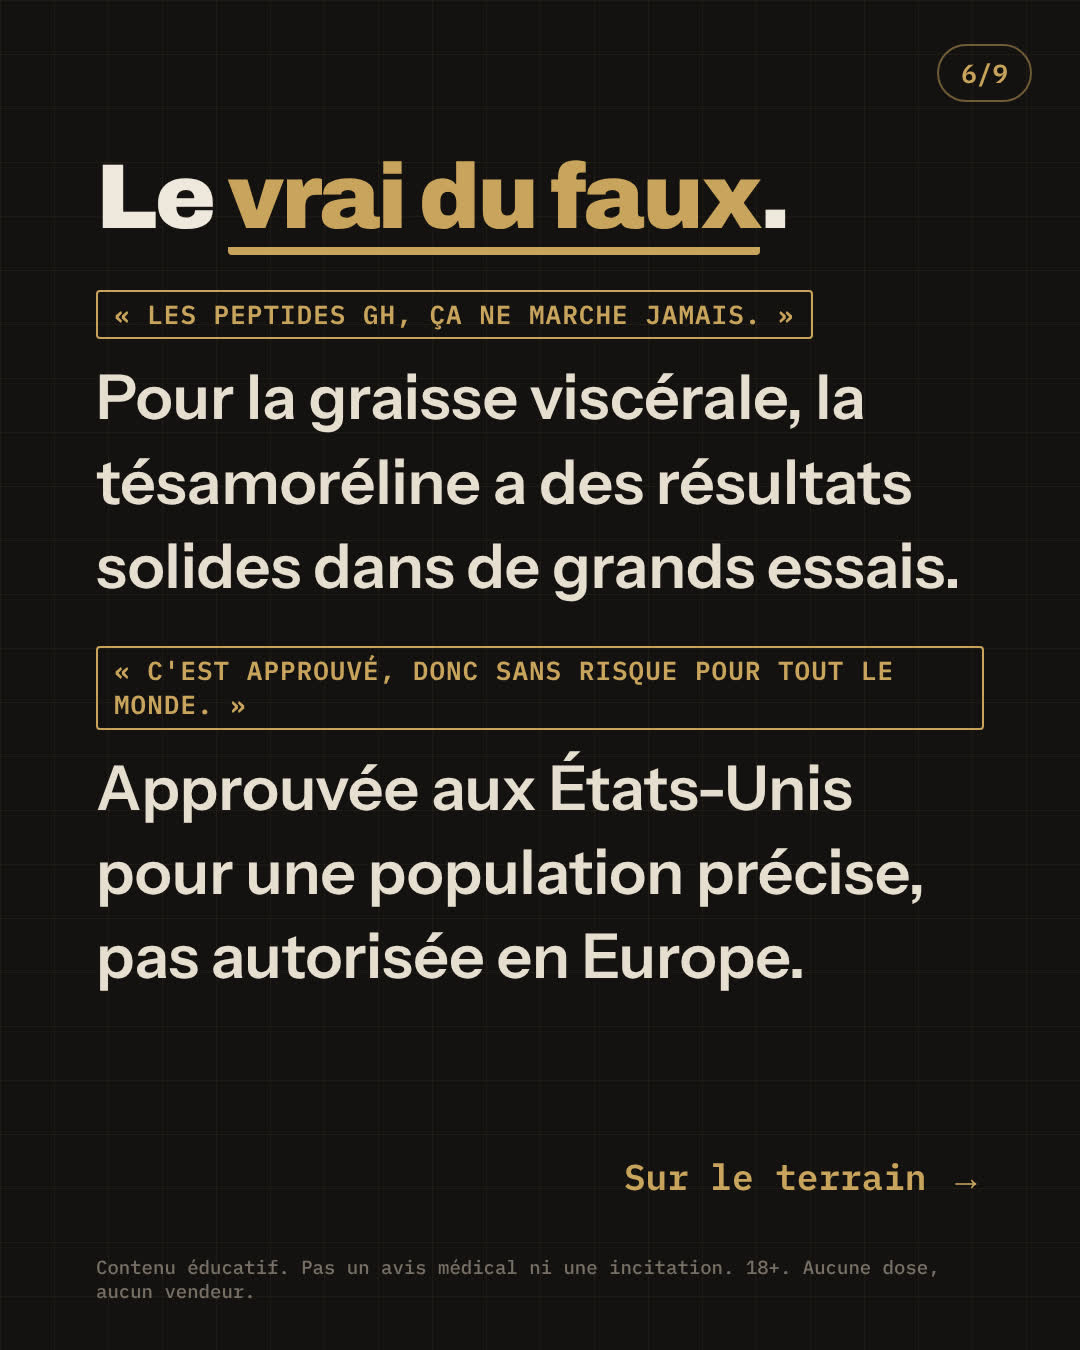 6/9
Le vrai du faux.
« LES PEPTIDES GH, ÇA NE MARCHE JAMAIS. »
Pour la graisse viscérale, la
tésamoréline a des résultats
solides dans de grands essais.
« C'EST APPROUVÉ, DONC SANS RISQUE POUR TOUT LE
MONDE. »
Approuvée aux États-Unis
pour une population précise,
pas autorisée en Europe.
Sur le terrain →
Contenu éducatif. Pas un avis médical ni une incitation. 18+. Aucune dose,
aucun vendeur.